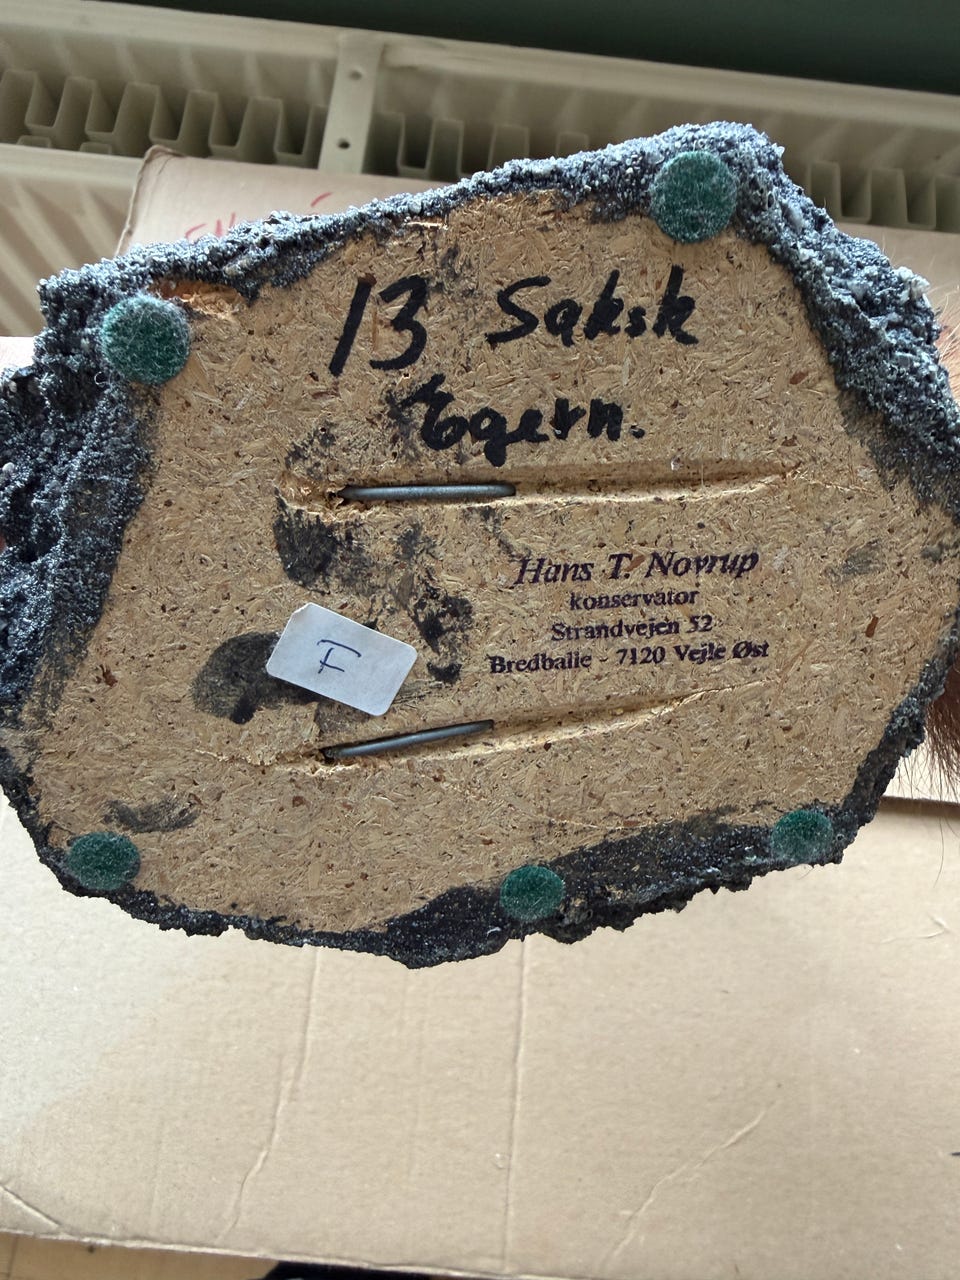 13 Saksk
Egern.
Hans T. Novrup
konservator
Strandvejen 52
Bredballe - 7120 Vejle Øst